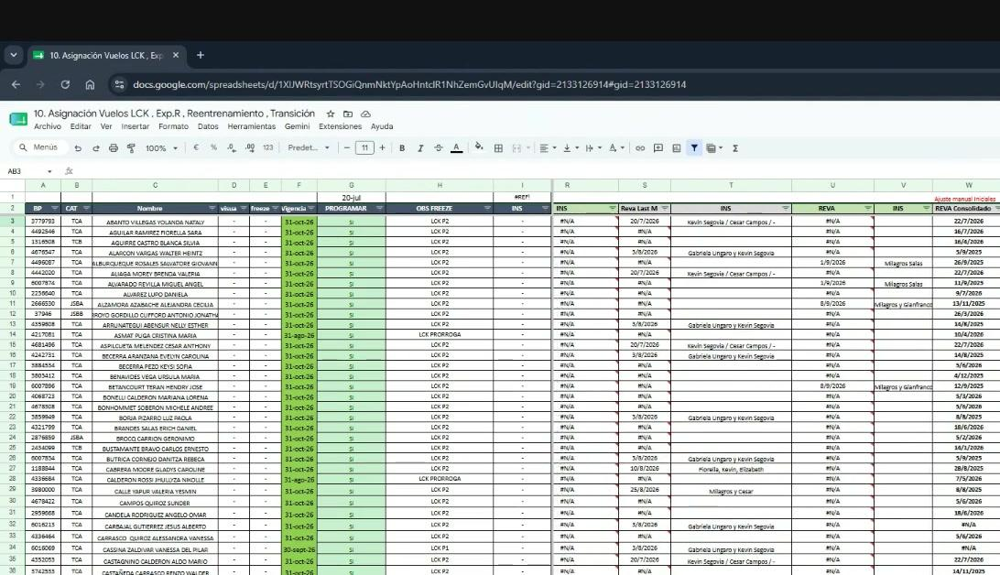 10. Asignación Vuelos LCK , Exp
docs.google.com/spreadsheets/d/1XlJWRtsyrtTSOGiQnmNktYpAoHntclR1NhZemGvUIqM/edit?gid=2133126914#gid=2133126914
10. Asignación Vuelos LCK , Exp.R , Reentrenamiento , Transición
Archivo Editar Ver Insertar Formato Datos Herramientas Gemini Extensiones Ayuda
Menús 100% € % .0 .00 123 Predet... − 11 + B I A Σ
AB3 fx
A B C D E F G H I R S T U V W
1 20-jul #REF! Ajuste manual Iniciales
2 BP CAT Nombre visua freeze Vigencia PROGRAMAR OBS FREEZE INS INS Reva Last M INS REVA INS REVA Consolidado
3 3779793 TCA ABANTO VILLEGAS YOLANDA NATALY - - 31-oct-26 SI LCK P2 - #N/A 20/7/2026 Kevin Segovia / Cesar Campos / - #N/A 22/7/2026
4 4492546 TCA AGUILAR RAMIREZ FIORELLA SARA - - 31-oct-26 SI LCK P2 - #N/A #N/A #N/A 16/7/2026
5 1316508 TCB AGUIRRE CASTRO BLANCA SILVIA - - 31-oct-26 SI LCK P2 - #N/A #N/A #N/A 16/4/2026
6 4676547 TCA ALARCON VARGAS WALTER HEINTZ - - 31-oct-26 SI LCK P2 - #N/A 3/8/2026 Gabriela Ungaro y Kevin Segovia #N/A 5/9/2025
7 4496087 TCA ALBURQUEQUE ROSALES SALVATORE GIOVANN - - 31-oct-26 SI LCK P2 - #N/A #N/A 1/9/2026 Milagros Salas 26/9/2025
8 4442020 TCA ALIAGA MOREY BRENDA VALERIA - - 31-oct-26 SI LCK P2 - #N/A 20/7/2026 Kevin Segovia / Cesar Campos / - #N/A 22/7/2026
9 6007874 TCA ALVARADO REVILLA MIGUEL ANGEL - - 31-oct-26 SI LCK P2 - #N/A #N/A 1/9/2026 Milagros Salas 11/9/2025
10 2256640 TCA ALVAREZ LUPO DANIELA - - 31-oct-26 SI LCK P2 - #N/A #N/A #N/A 9/7/2026
11 2666530 JSBA ALZAMORA AZABACHE ALEJANDRA CECILIA - - 31-oct-26 SI LCK P2 - #N/A #N/A 8/9/2026 Milagros y Gianfranco 13/11/2025
12 37946 JSBB RROYO GORDILLO CLIFFORD ANTONIO JONATHA - - 31-oct-26 SI LCK P2 - #N/A #N/A #N/A 26/3/2026
13 4359608 TCA ARRUNATEGUI ABENSUR NELLY ESTHER - - 31-oct-26 SI LCK P2 - #N/A 3/8/2026 Gabriela Ungaro y Kevin Segovia #N/A 14/8/2025
14 4217081 TCA ASMAT PUGA CRISTINA MARIA - - 31-ago-26 SI LCK PRORROGA - #N/A #N/A #N/A 10/4/2026
15 4681496 TCA ASPILCUETA MELENDEZ CESAR ANTHONY - - 31-oct-26 SI LCK P2 - #N/A 20/7/2026 Kevin Segovia / Cesar Campos / - #N/A 22/7/2026
16 4242731 TCA BECERRA ARANZANA EVELYN CAROLINA - - 31-oct-26 SI LCK P2 - #N/A 3/8/2026 Gabriela Ungaro y Kevin Segovia #N/A 14/8/2025
17 3884534 TCA BECERRA PEZO KEYSI SOFIA - - 31-oct-26 SI LCK P2 - #N/A #N/A #N/A 5/6/2026
18 3803412 TCA BENAVIDES VEGA URSULA MARIA - - 31-oct-26 SI LCK P2 - #N/A #N/A #N/A 4/12/2025
19 6007896 TCA BETANCOURT TERAN HENDRY JOSE - - 31-oct-26 SI LCK P2 - #N/A #N/A 8/9/2026 Milagros y Gianfranco 12/9/2025
20 4068723 TCA BONELLI CALDERON MARIANA LORENA - - 31-oct-26 SI LCK P2 - #N/A #N/A #N/A 5/3/2026
21 4678308 TCA BONHOMMET SOBERON MICHELE ANDREE - - 31-oct-26 SI LCK P2 - #N/A #N/A #N/A 5/6/2026
22 3859949 TCA BORJA PIZARRO LUZ PAOLA - - 31-oct-26 SI LCK P2 - #N/A 3/8/2026 Gabriela Ungaro y Kevin Segovia #N/A 8/8/2025
23 4321799 TCA BRANDES SALAS ERICH DANIEL - - 31-oct-26 SI LCK P2 - #N/A #N/A #N/A 18/6/2026
24 2876859 JSBA BROCQ CARRION GERONIMO - - 31-oct-26 SI LCK P2 - #N/A #N/A #N/A 5/2/2026
25 2434099 TCB BUSTAMANTE BRAVO CARLOS ERNESTO - - 31-oct-26 SI LCK P2 - #N/A #N/A #N/A 14/1/2026
26 6007834 TCA BUTRICA CORNEJO DANITZA REBECA - - 31-oct-26 SI LCK P2 - #N/A 3/8/2026 Gabriela Ungaro y Kevin Segovia #N/A 5/9/2025
27 1188844 TCA CABRERA MOORE GLADYS CAROLINE - - 31-oct-26 SI LCK P2 - #N/A 10/8/2026 Fiorella, Kevin, Elizabeth #N/A 28/8/2025
28 4336684 TCA CALDERON ROSSI JHULLYZA NIKOLLE - - 31-ago-26 SI LCK PRORROGA - #N/A #N/A #N/A 7/5/2026
29 3980000 TCA CALLE YAPUR VALERIA YESMIN - - 31-oct-26 SI LCK P2 - #N/A 25/8/2026 Milagros y Cesar #N/A 8/8/2025
30 4678422 TCA CAMPOS QUIROZ SUNDER - - 31-oct-26 SI LCK P2 - #N/A #N/A #N/A 5/6/2026
31 2959668 TCA CANDELA RODRIGUEZ ANGELO OMAR - - 31-oct-26 SI LCK P2 - #N/A #N/A #N/A 18/6/2026
32 6016213 TCA CARBAJAL GUTIERREZ JESUS ALBERTO - - 31-oct-26 SI LCK P2 - #N/A 3/8/2026 Gabriela Ungaro y Kevin Segovia #N/A #N/A
33 4336464 TCA CARRASCO QUIROZ ALESSANDRA VANESSA - - 31-oct-26 SI LCK P2 - #N/A #N/A #N/A 5/6/2026
34 6016069 TCA CASSINA ZALDIVAR VANESSA DEL PILAR - - 30-sept-26 SI LCK P1 - #N/A 3/8/2026 Gabriela Ungaro y Kevin Segovia #N/A #N/A
35 4352053 TCA CASTAGNINO CALDERON ALDO MARIO - - 31-oct-26 SI LCK P2 - #N/A 20/7/2026 Kevin Segovia / Cesar Campos / - #N/A 22/7/2026
36 5742533 TCA CASTAÑEDA CARRASCO RENZO WALDER - - 31-oct-26 SI LCK P2 - #N/A #N/A #N/A 14/11/2025